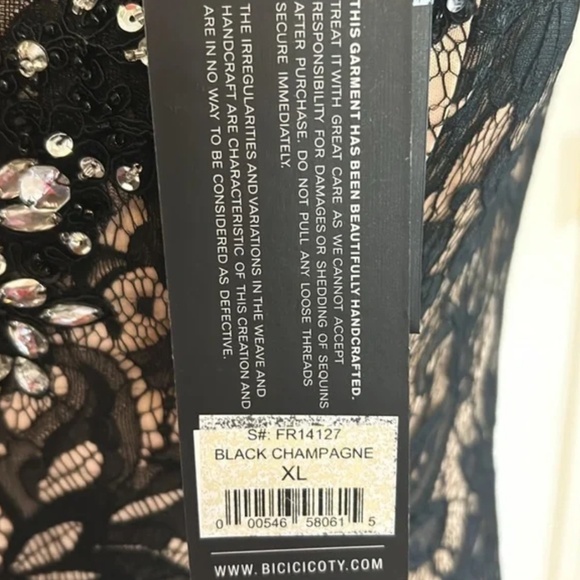 THIS GARMENT HAS BEEN BEAUTIFULLY HANDCRAFTED.
TREAT IT WITH GREAT CARE AS WE CANNOT ACCEPT
RESPONSIBILITY FOR DAMAGES OR SHEDDING OF SEQUINS
AFTER PURCHASE. DO NOT PULL ANY LOOSE THREADS
SECURE IMMEDIATELY.
THE IRREGULARITIES AND VARIATIONS IN THE WEAVE AND
HANDCRAFT ARE CHARACTERISTIC OF THIS CREATION AND
ARE IN NO WAY TO BE CONSIDERED AS DEFECTIVE.
S#: FR14127
BLACK CHAMPAGNE
XL
0 00546 58061 5
WWW.BICICICOTY.COM